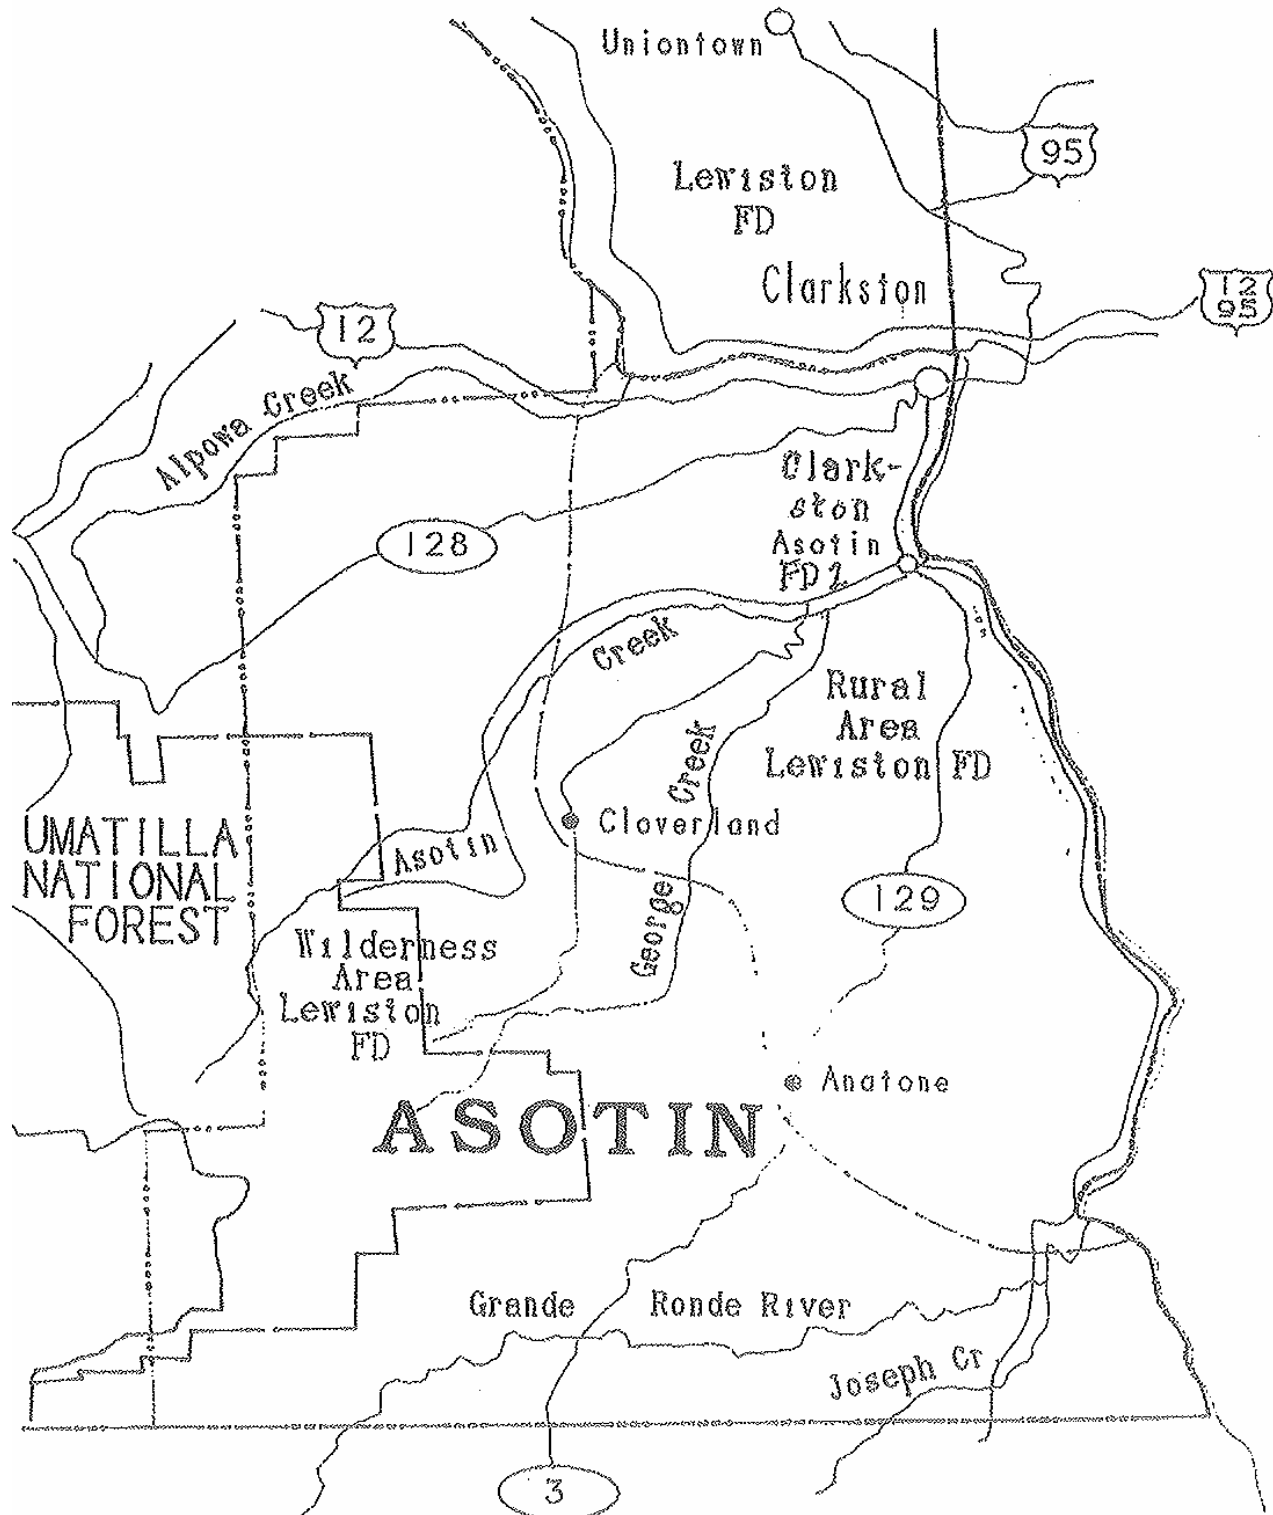 Uniontown
95
Lewiston
FD
Clarkston
12
95
12
Alpowa Creek
Clark-
ston
Asotin
FD 2
128
Creek
Rural
Area
Lewiston FD
Creek
UMATILLA
NATIONAL
FOREST
Cloverland
Asotin
129
George
Wilderness
Area
Lewiston
FD
Anatone
ASOTIN
Grande Ronde River
Joseph Cr
3